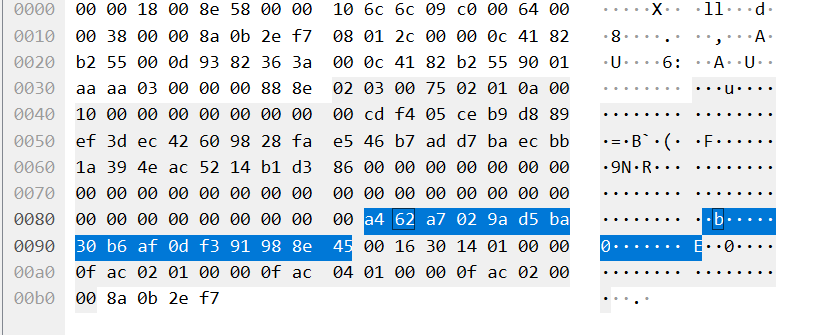 0000 00 00 18 00 8e 58 00 00 10 6c 6c 09 c0 00 64 00 ·····X·· ·ll···d·
0010 00 38 00 00 8a 0b 2e f7 08 01 2c 00 00 0c 41 82 ·8····.· ··,···A·
0020 b2 55 00 0d 93 82 36 3a 00 0c 41 82 b2 55 90 01 ·U····6: ··A··U··
0030 aa aa 03 00 00 00 88 8e 02 03 00 75 02 01 0a 00 ········ ···u····
0040 10 00 00 00 00 00 00 00 00 cd f4 05 ce b9 d8 89 ········ ········
0050 ef 3d ec 42 60 98 28 fa e5 46 b7 ad d7 ba ec bb ·=·B`·(· ·F······
0060 1a 39 4e ac 52 14 b1 d3 86 00 00 00 00 00 00 00 ·9N·R··· ········
0070 00 00 00 00 00 00 00 00 00 00 00 00 00 00 00 00 ········ ········
0080 00 00 00 00 00 00 00 00 00 a4 62 a7 02 9a d5 ba ········ ··b·····
0090 30 b6 af 0d f3 91 98 8e 45 00 16 30 14 01 00 00 0······· E··0····
00a0 0f ac 02 01 00 00 0f ac 04 01 00 00 0f ac 02 00 ········ ········
00b0 00 8a 0b 2e f7 ···.·